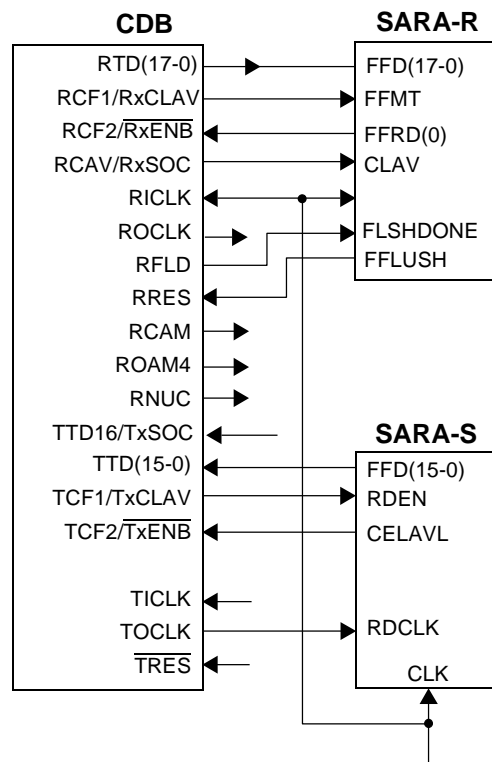 CDB
RTD(17-0)
RCF1/RxCLAV
RCF2/RxENB
RCAV/RxSOC
RICLK
ROCLK
RFLD
RRES
RCAM
ROAM4
RNUC
TTD16/TxSOC
TTD(15-0)
TCF1/TxCLAV
TCF2/TxENB
TICLK
TOCLK
TRES
SARA-R
FFD(17-0)
FFMT
FFRD(0)
CLAV
FLSHDONE
FFLUSH
SARA-S
FFD(15-0)
RDEN
CELAVL
RDCLK
CLK